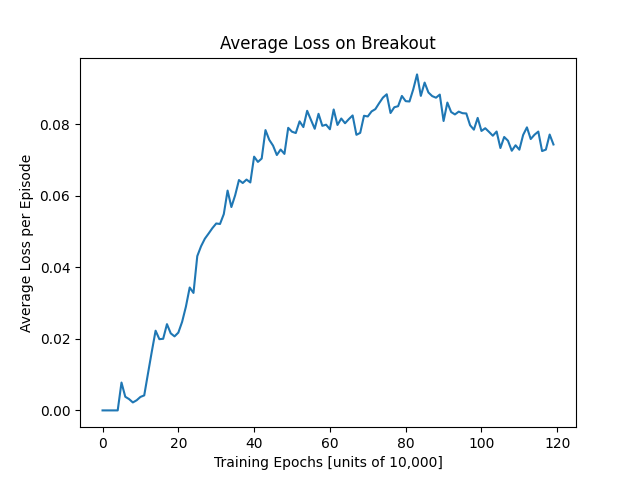 Average Loss on Breakout
Average Loss per Episode
0.08
0.06
0.04
0.02
0.00
0 20 40 60 80 100 120
Training Epochs [units of 10,000]